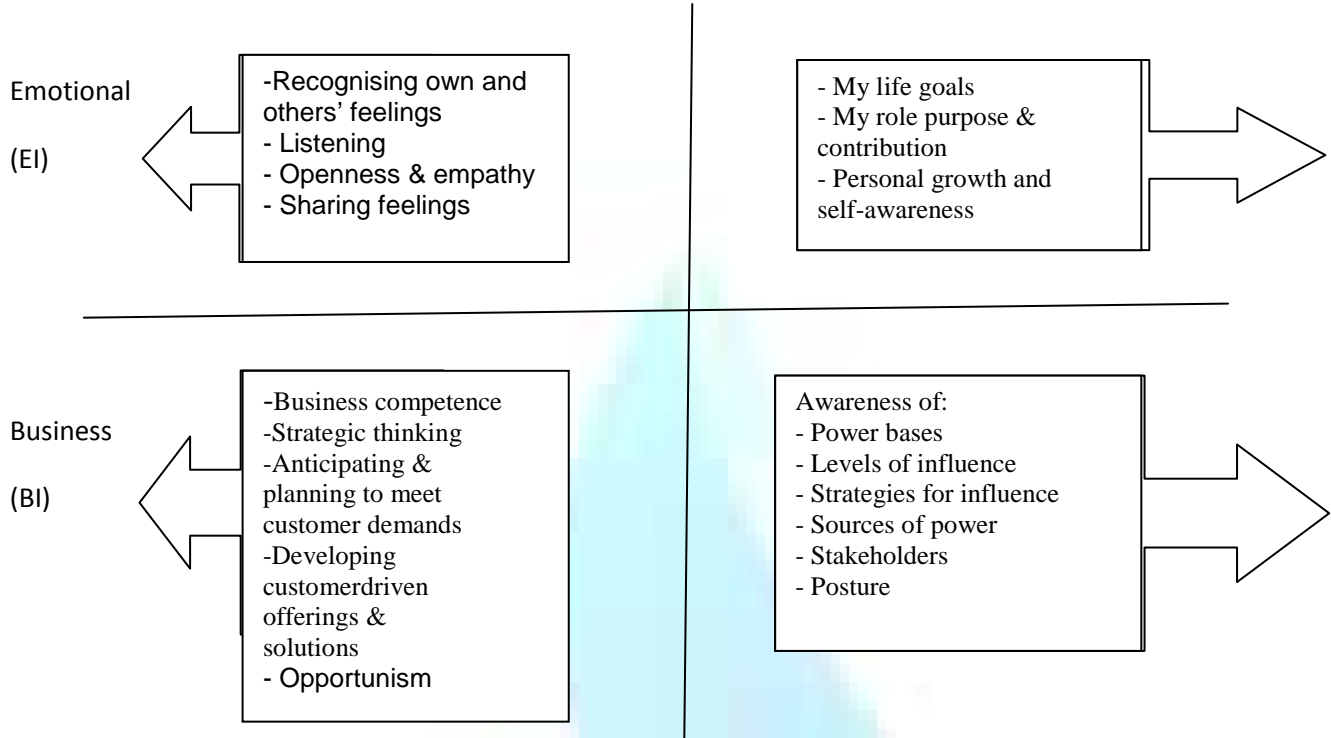 Emotional
(EI)
-Recognising own and
others’ feelings
- Listening
- Openness & empathy
- Sharing feelings
- My life goals
- My role purpose &
contribution
- Personal growth and
self-awareness
Business
(BI)
-Business competence
-Strategic thinking
-Anticipating &
planning to meet
customer demands
-Developing
customerdriven
offerings &
solutions
- Opportunism
Awareness of:
- Power bases
- Levels of influence
- Strategies for influence
- Sources of power
- Stakeholders
- Posture